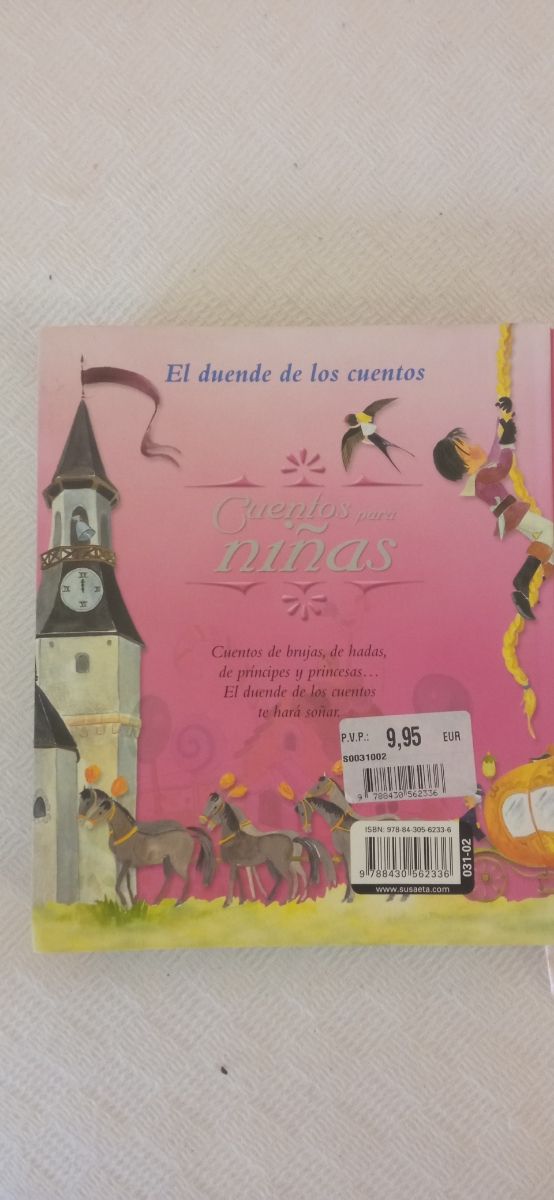 El duende de los cuentos
Cuentos para
niñas
Cuentos de brujas, de hadas,
de príncipes y princesas...
El duende de los cuentos
te hará soñar.
P.V.P.: 9,95 EUR
S0031002
9 788430 562336
ISBN: 978-84-305-6233-6
9 788430 562336
031-02
www.susaeta.com